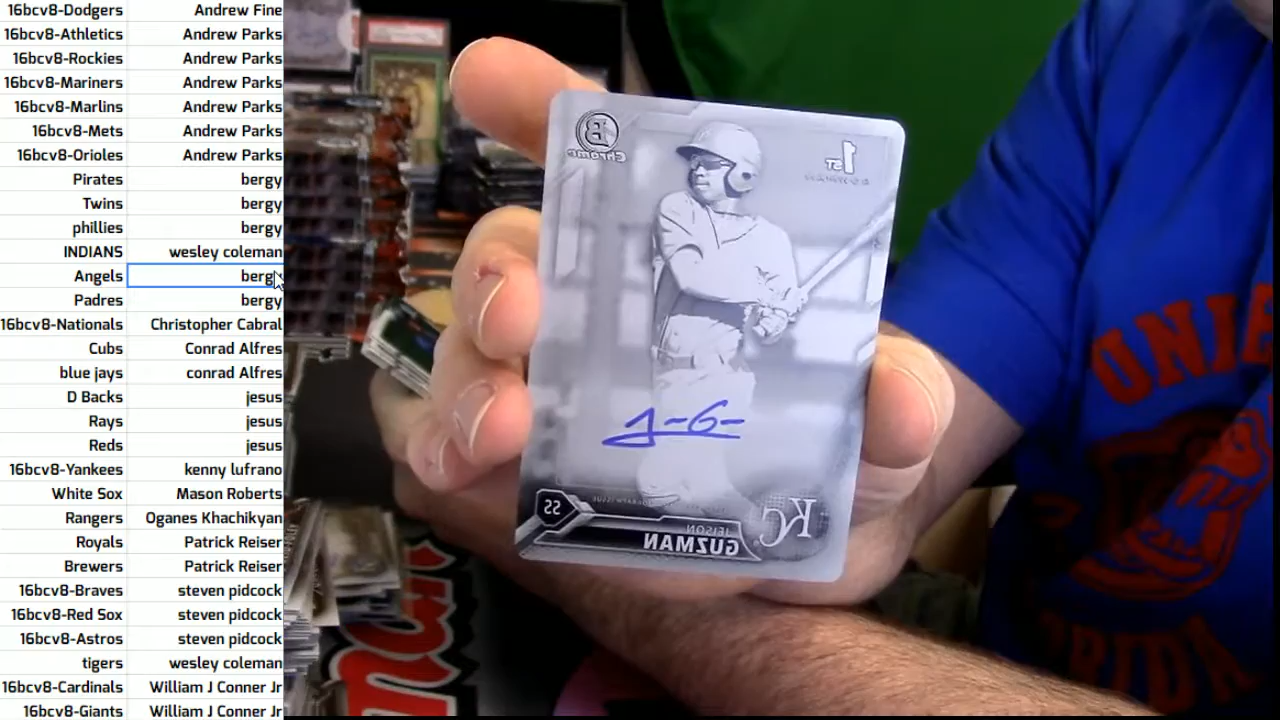 16bcv8-Dodgers Andrew Fine
16bcv8-Athletics Andrew Parks
16bcv8-Rockies Andrew Parks
16bcv8-Mariners Andrew Parks
16bcv8-Marlins Andrew Parks
16bcv8-Mets Andrew Parks
16bcv8-Orioles Andrew Parks
Pirates bergy
Twins bergy
phillies bergy
INDIANS wesley coleman
Angels bergy
Padres bergy
16bcv8-Nationals Christopher Cabral
Cubs Conrad Alfres
blue jays conrad Alfres
D Backs jesus
Rays jesus
Reds jesus
16bcv8-Yankees kenny lufrano
White Sox Mason Roberts
Rangers Oganes Khachikyan
Royals Patrick Reiser
Brewers Patrick Reiser
16bcv8-Braves steven pidcock
16bcv8-Red Sox steven pidcock
16bcv8-Astros steven pidcock
tigers wesley coleman
16bcv8-Cardinals William J Conner Jr
16bcv8-Giants William J Conner Jr
B
Chrome
1ST
J-G-
SS
KC
JEISON
GUZMAN